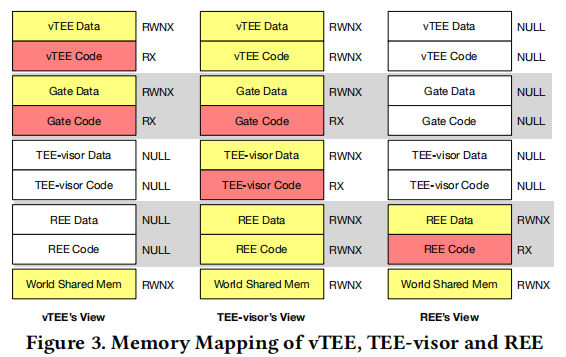 vTEE Data RWNX vTEE Data RWNX vTEE Data NULL
vTEE Code RX vTEE Code RWNX vTEE Code NULL
Gate Data RWNX Gate Data RWNX Gate Data NULL
Gate Code RX Gate Code RX Gate Code NULL
TEE-visor Data NULL TEE-visor Data RWNX TEE-visor Data NULL
TEE-visor Code NULL TEE-visor Code RX TEE-visor Code NULL
REE Data NULL REE Data RWNX REE Data RWNX
REE Code NULL REE Code RWNX REE Code RX
World Shared Mem RWNX World Shared Mem RWNX World Shared Mem RWNX
vTEE's View TEE-visor's View REE's View
Figure 3. Memory Mapping of vTEE, TEE-visor and REE